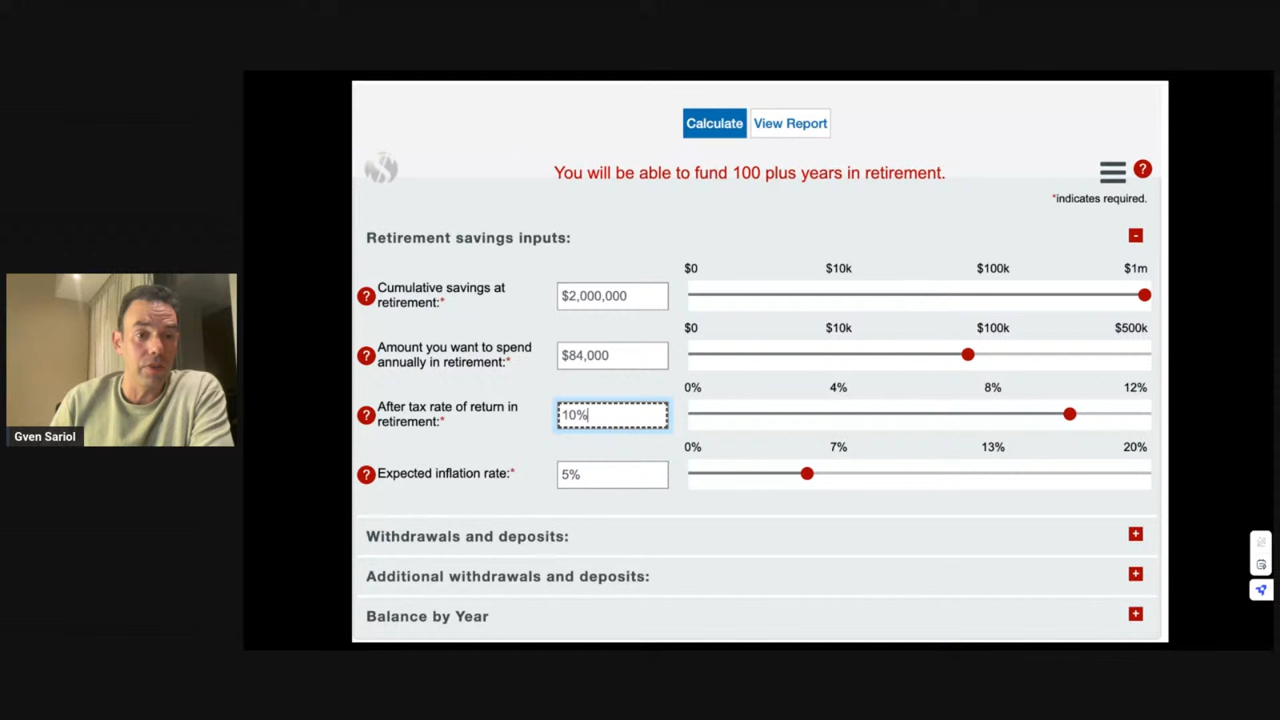 Calculate View Report
You will be able to fund 100 plus years in retirement.
?
*indicates required.
Retirement savings inputs:
-
$0 $10k $100k $1m
? Cumulative savings at
retirement:*
$2,000,000
$0 $10k $100k $500k
? Amount you want to spend
annually in retirement:*
$84,000
0% 4% 8% 12%
? After tax rate of return in
retirement:*
10%
0% 7% 13% 20%
? Expected inflation rate:*
5%
Withdrawals and deposits:
+
Additional withdrawals and deposits:
+
Balance by Year
+
Gven Sariol